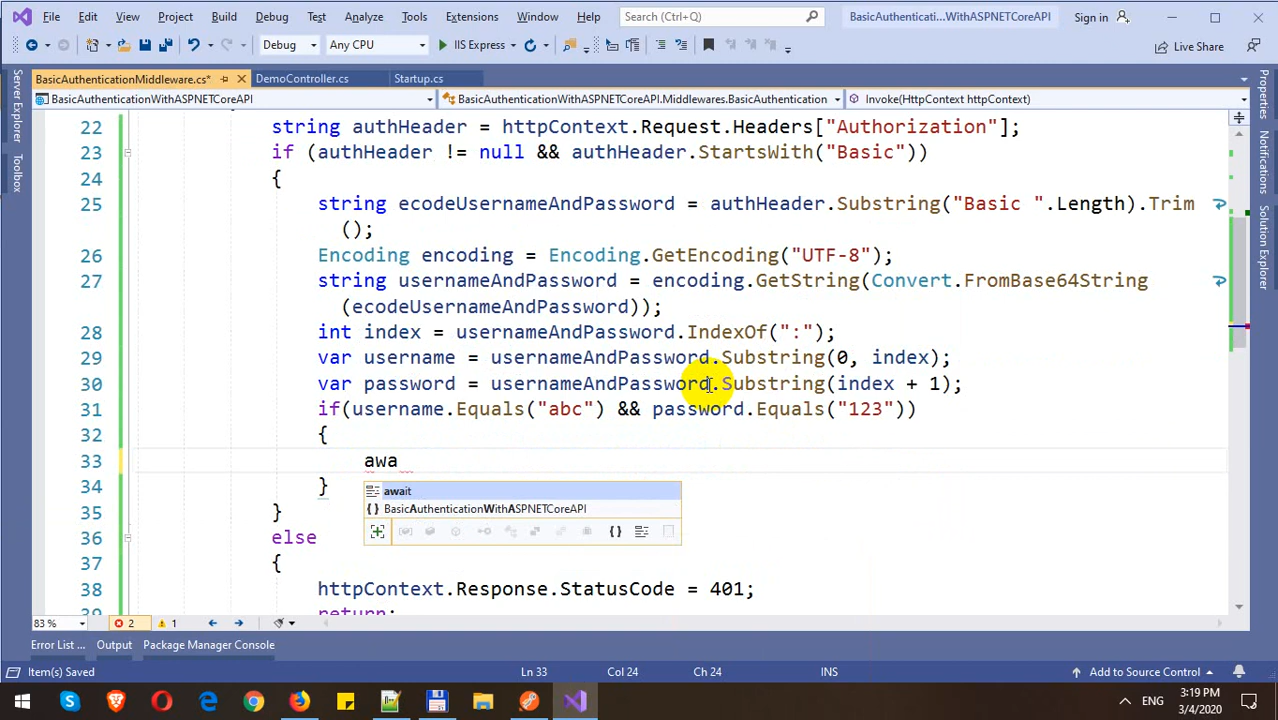 File Edit View Project Build Debug Test Analyze Tools Extensions Window Help Search (Ctrl+Q) BasicAuthenticati...WithASPNETCoreAPI Sign in
Debug Any CPU IIS Express Live Share
BasicAuthenticationMiddleware.cs* DemoController.cs Startup.cs
BasicAuthenticationWithASPNETCoreAPI BasicAuthenticationWithASPNETCoreAPI.Middlewares.BasicAuthentication Invoke(HttpContext httpContext)
Server Explorer
Toolbox
Properties
Notifications
Solution Explorer
22 string authHeader = httpContext.Request.Headers["Authorization"];
23 if (authHeader != null && authHeader.StartsWith("Basic"))
24 {
25 string ecodeUsernameAndPassword = authHeader.Substring("Basic ".Length).Trim
();
26 Encoding encoding = Encoding.GetEncoding("UTF-8");
27 string usernameAndPassword = encoding.GetString(Convert.FromBase64String
(ecodeUsernameAndPassword));
28 int index = usernameAndPassword.IndexOf(":");
29 var username = usernameAndPassword.Substring(0, index);
30 var password = usernameAndPassword.Substring(index + 1);
31 if(username.Equals("abc") && password.Equals("123"))
32 {
33 awa
await
34 }
{ } BasicAuthenticationWithASPNETCoreAPI
35 }
36 else
37 {
38 httpContext.Response.StatusCode = 401;
39 return;
83 % 2 1
Error List ... Output Package Manager Console
Item(s) Saved Ln 33 Col 24 Ch 24 INS Add to Source Control
ENG 3:19 PM
3/4/2020